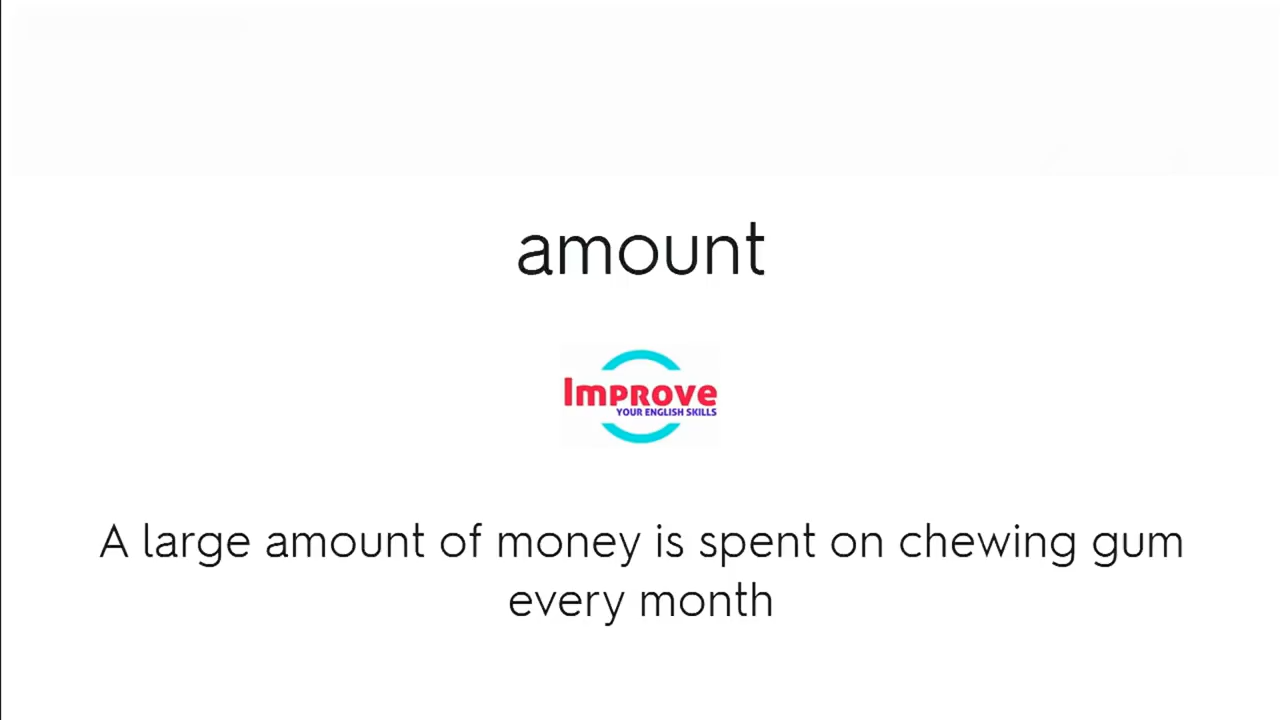 amount
Improve
YOUR ENGLISH SKILLS
A large amount of money is spent on chewing gum
every month